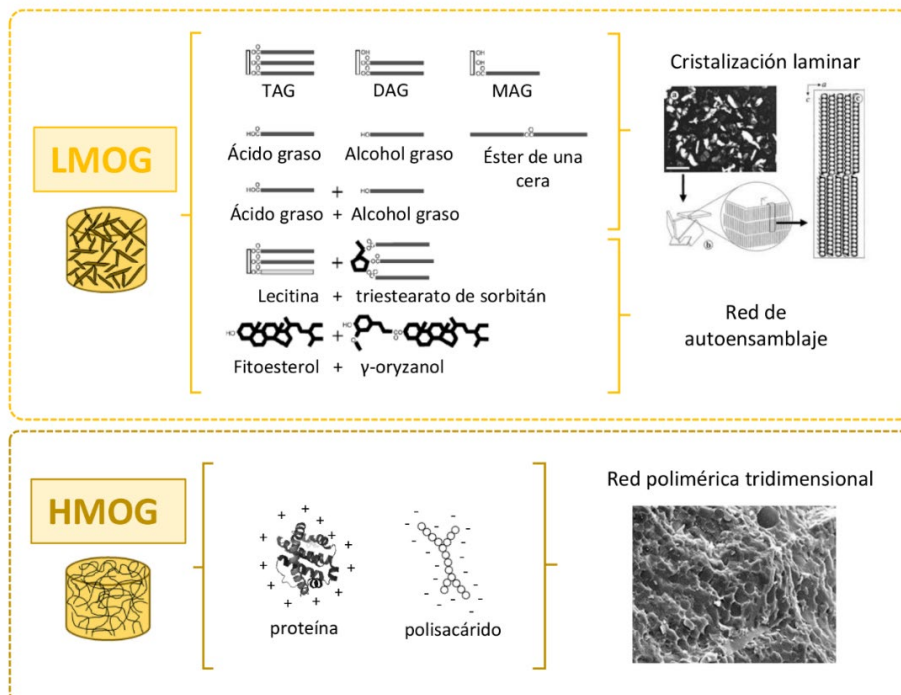 LMOG
TAG
DAG
MAG
Ácido graso
Alcohol graso
Éster de una
cera
+
Ácido graso + Alcohol graso
+
Lecitina + triestearato de sorbitán
+
Fitoesterol + γ-oryzanol
Cristalización laminar
a
b
c
Red de
autoensamblaje
HMOG
proteína
polisacárido
Red polimérica tridimensional